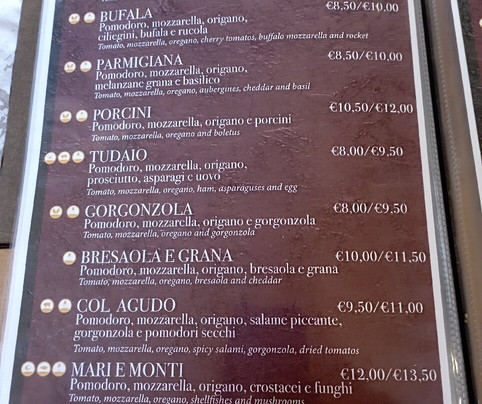 BUFALA €8,50/€10,00
Pomodoro, mozzarella, origano,
ciliegini, bufala e rucola
Tomato, mozzarella, oregano, cherry tomatos, buffalo mozzarella and rocket
PARMIGIANA €8,50/€10,00
Pomodoro, mozzarella, origano,
melanzane grana e basilico
Tomato, mozzarella, oregano, aubergines, cheddar and basil
PORCINI €10,50/€12,00
Pomodoro, mozzarella, origano e porcini
Tomato, mozzarella, oregano and boletus
TUDAIO €8,00/€9,50
Pomodoro, mozzarella, origano,
prosciutto, asparagi e uovo
Tomato, mozzarella, oregano, ham, asparaguses and egg
GORGONZOLA €8,00/€9,50
Pomodoro, mozzarella, origano e gorgonzola
Tomato, mozzarella, oregano and gorgonzola
BRESAOLA E GRANA €10,00/€11,50
Pomodoro, mozzarella, origano, bresaola e grana
Tomato, mozzarella, oregano, bresaola and cheddar
COL AGUDO €9,50/€11,00
Pomodoro, mozzarella, origano, salame piccante,
gorgonzola e pomodori secchi
Tomato, mozzarella, oregano, spicy salami, gorgonzola, dried tomatos
MARI E MONTI €12,00/€13,50
Pomodoro, mozzarella, origano, crostacei e funghi
Tomato, mozzarella, oregano, shellfishes and mushrooms